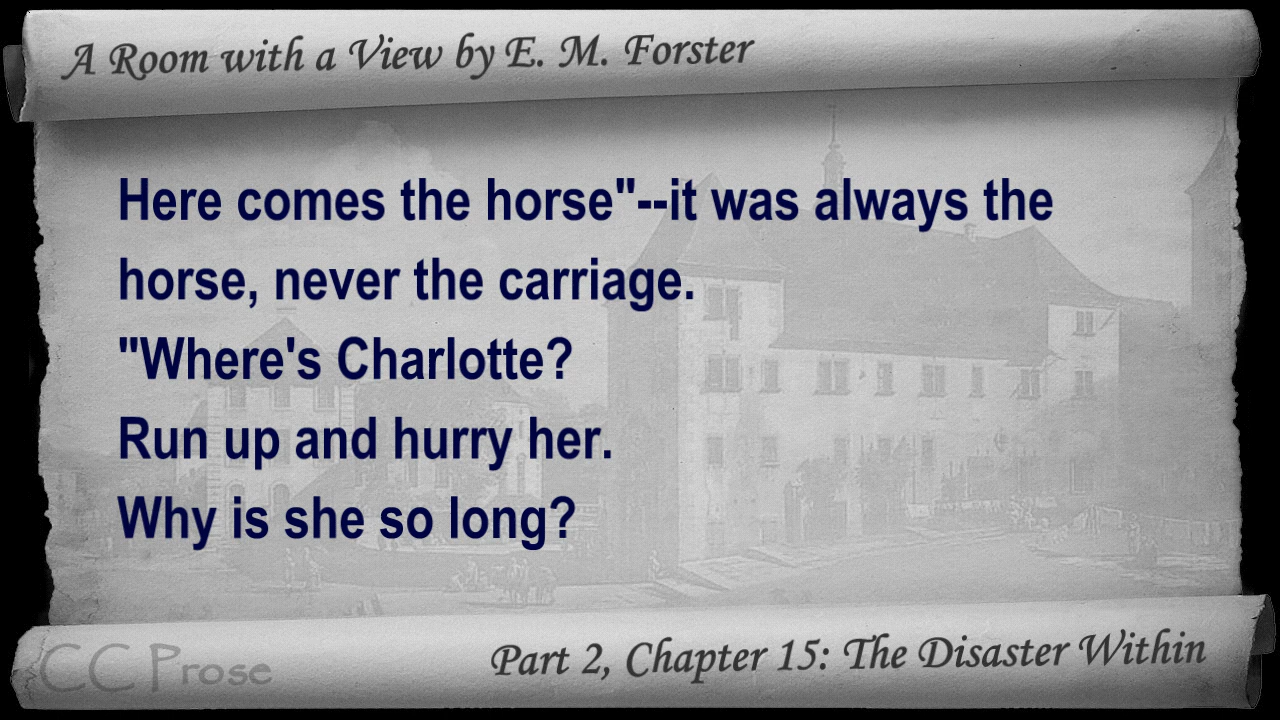 A Room with a View by E. M. Forster
Here comes the horse"--it was always the
horse, never the carriage.
"Where's Charlotte?
Run up and hurry her.
Why is she so long?
CC Prose
Part 2, Chapter 15: The Disaster Within